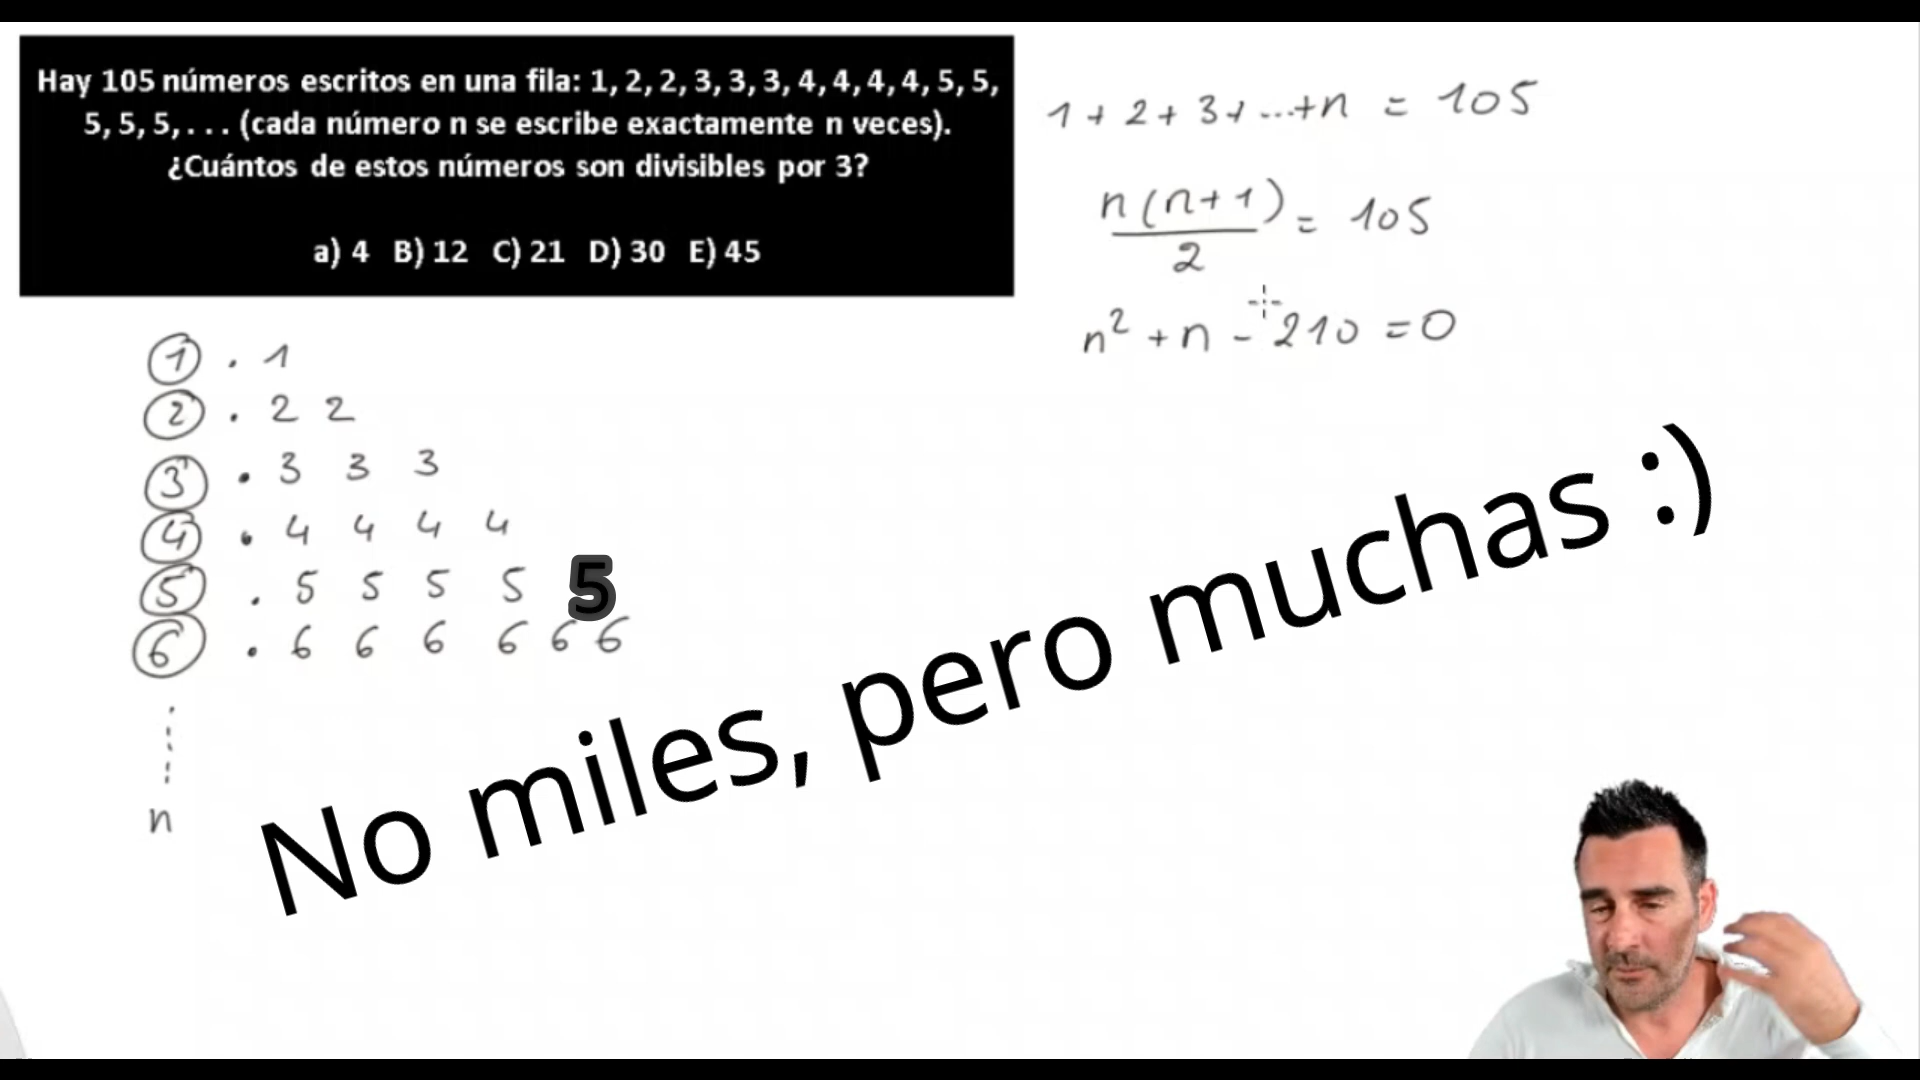 Hay 105 números escritos en una fila: 1, 2, 2, 3, 3, 3, 4, 4, 4, 4, 5, 5,
5, 5, 5, . . . (cada número n se escribe exactamente n veces).
¿Cuántos de estos números son divisibles por 3?
a) 4 B) 12 C) 21 D) 30 E) 45
1 + 2 + 3 + ... + n = 105
n(n+1)/2 = 105
n² + n - 210 = 0
1 . 1
2 . 2 2
3 . 3 3 3
4 . 4 4 4 4
5 . 5 5 5 5 5
6 . 6 6 6 6 6 6
n
No miles, pero muchas :)